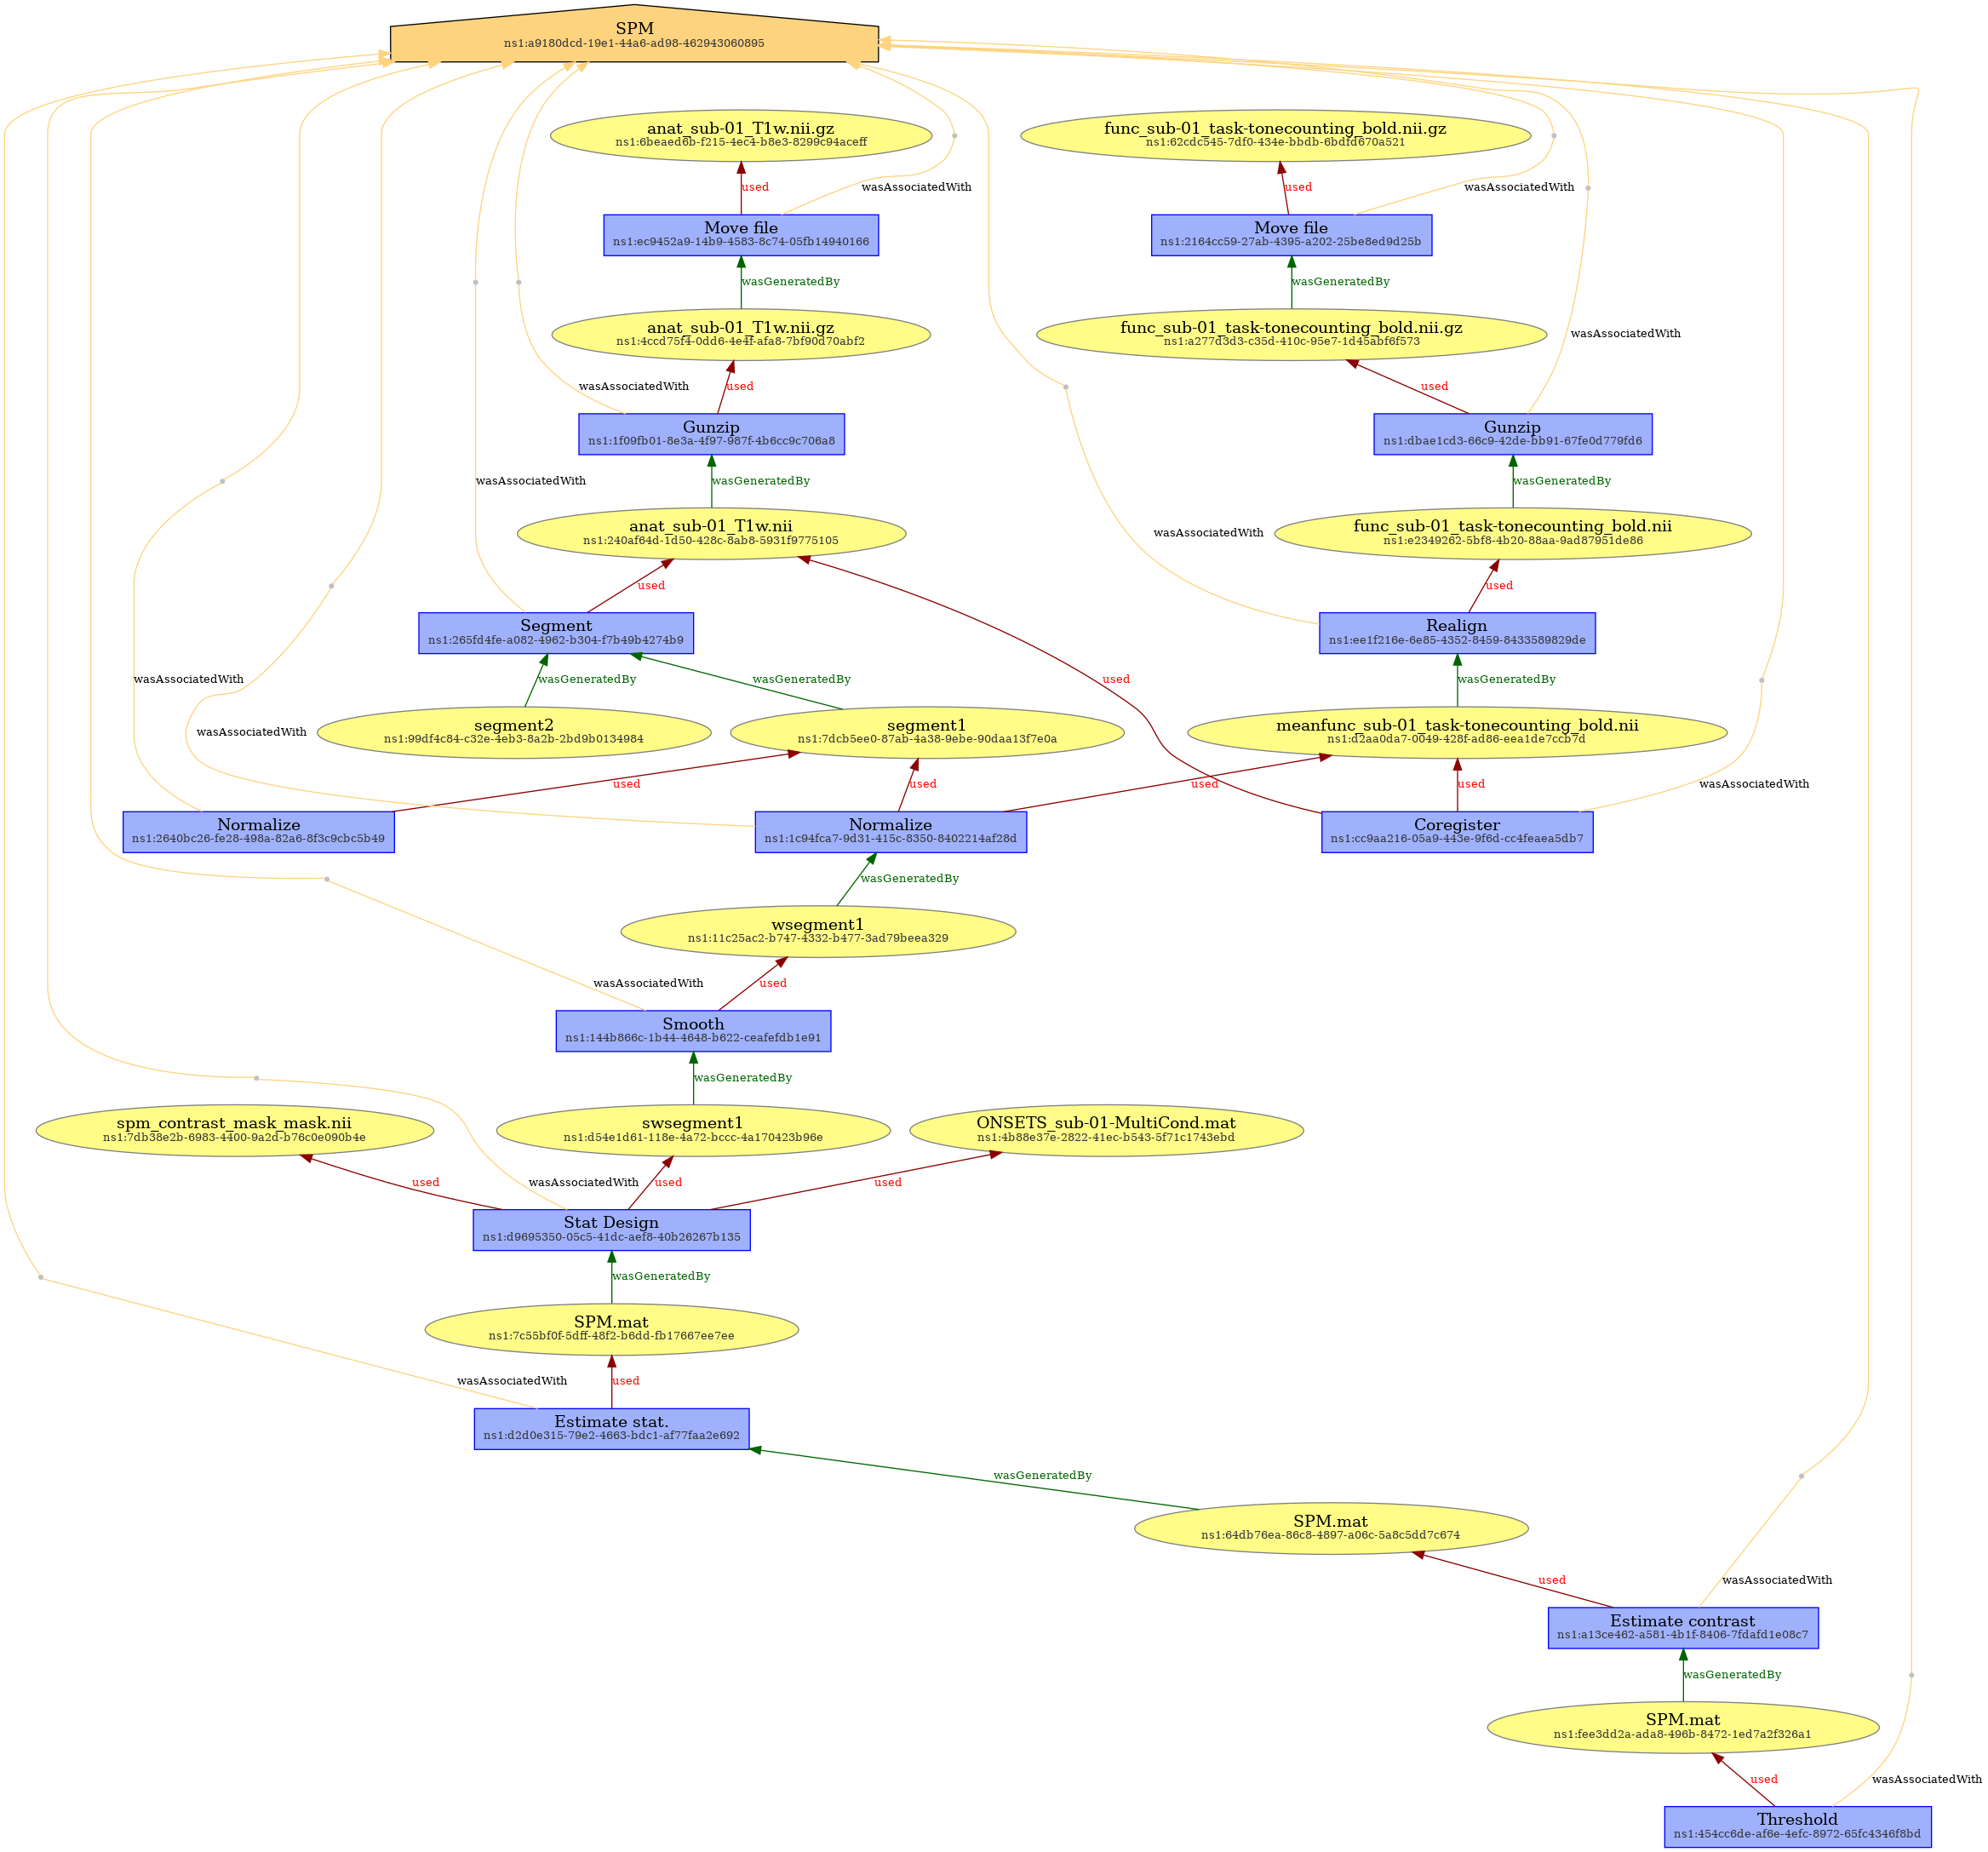 SPM
ns1:a9180dcd-19e1-44a6-ad98-462943060895
anat_sub-01_T1w.nii.gz
ns1:6beaed6b-f215-4ec4-b8e3-8299c94aceff
func_sub-01_task-tonecounting_bold.nii.gz
ns1:62cdc545-7df0-434e-bbdb-6bdfd670a521
used
wasAssociatedWith
used
wasAssociatedWith
Move file
ns1:ec9452a9-14b9-4583-8c74-05fb14940166
Move file
ns1:2164cc59-27ab-4395-a202-25be8ed9d25b
wasGeneratedBy
wasGeneratedBy
anat_sub-01_T1w.nii.gz
ns1:4ccd75f4-0dd6-4e4f-afa8-7bf90d70abf2
func_sub-01_task-tonecounting_bold.nii.gz
ns1:a277d3d3-c35d-410c-95e7-1d45abf6f573
wasAssociatedWith
wasAssociatedWith
used
used
Gunzip
ns1:1f09fb01-8e3a-4f97-987f-4b6cc9c706a8
Gunzip
ns1:dbae1cd3-66c9-42de-bb91-67fe0d779fd6
wasAssociatedWith
wasGeneratedBy
wasGeneratedBy
anat_sub-01_T1w.nii
ns1:240af64d-1d50-428c-8ab8-5931f9775105
func_sub-01_task-tonecounting_bold.nii
ns1:e2349262-5bf8-4b20-88aa-9ad87951de86
wasAssociatedWith
used
used
Segment
ns1:265fd4fe-a082-4962-b304-f7b49b4274b9
Realign
ns1:ee1f216e-6e85-4352-8459-8433589829de
wasAssociatedWith
wasGeneratedBy
wasGeneratedBy
used
wasGeneratedBy
wasAssociatedWith
segment2
ns1:99df4c84-c32e-4eb3-8a2b-2bd9b0134984
segment1
ns1:7dcb5ee0-87ab-4a38-9ebe-90daa13f7e0a
meanfunc_sub-01_task-tonecounting_bold.nii
ns1:d2aa0da7-0049-428f-ad86-eea1de7ccb7d
used
used
used
used
wasAssociatedWith
Normalize
ns1:2640bc26-fe28-498a-82a6-8f3c9cbc5b49
Normalize
ns1:1c94fca7-9d31-415c-8350-8402214af28d
Coregister
ns1:cc9aa216-05a9-443e-9f6d-cc4feaea5db7
wasGeneratedBy
wsegment1
ns1:11c25ac2-b747-4332-b477-3ad79beea329
wasAssociatedWith
used
Smooth
ns1:144b866c-1b44-4648-b622-ceafefdb1e91
wasGeneratedBy
spm_contrast_mask_mask.nii
ns1:7db38e2b-6983-4400-9a2d-b76c0e090b4e
swsegment1
ns1:d54e1d61-118e-4a72-bccc-4a170423b96e
ONSETS_sub-01-MultiCond.mat
ns1:4b88e37e-2822-41ec-b543-5f71c1743ebd
used
wasAssociatedWith
used
used
Stat Design
ns1:d9695350-05c5-41dc-aef8-40b26267b135
wasGeneratedBy
SPM.mat
ns1:7c55bf0f-5dff-48f2-b6dd-fb17667ee7ee
wasAssociatedWith
used
Estimate stat.
ns1:d2d0e315-79e2-4663-bdc1-af77faa2e692
wasGeneratedBy
SPM.mat
ns1:64db76ea-86c8-4897-a06c-5a8c5dd7c674
used
wasAssociatedWith
Estimate contrast
ns1:a13ce462-a581-4b1f-8406-7fdafd1e08c7
wasGeneratedBy
SPM.mat
ns1:fee3dd2a-ada8-496b-8472-1ed7a2f326a1
used
wasAssociatedWith
Threshold
ns1:454cc6de-af6e-4efc-8972-65fc4346f8bd